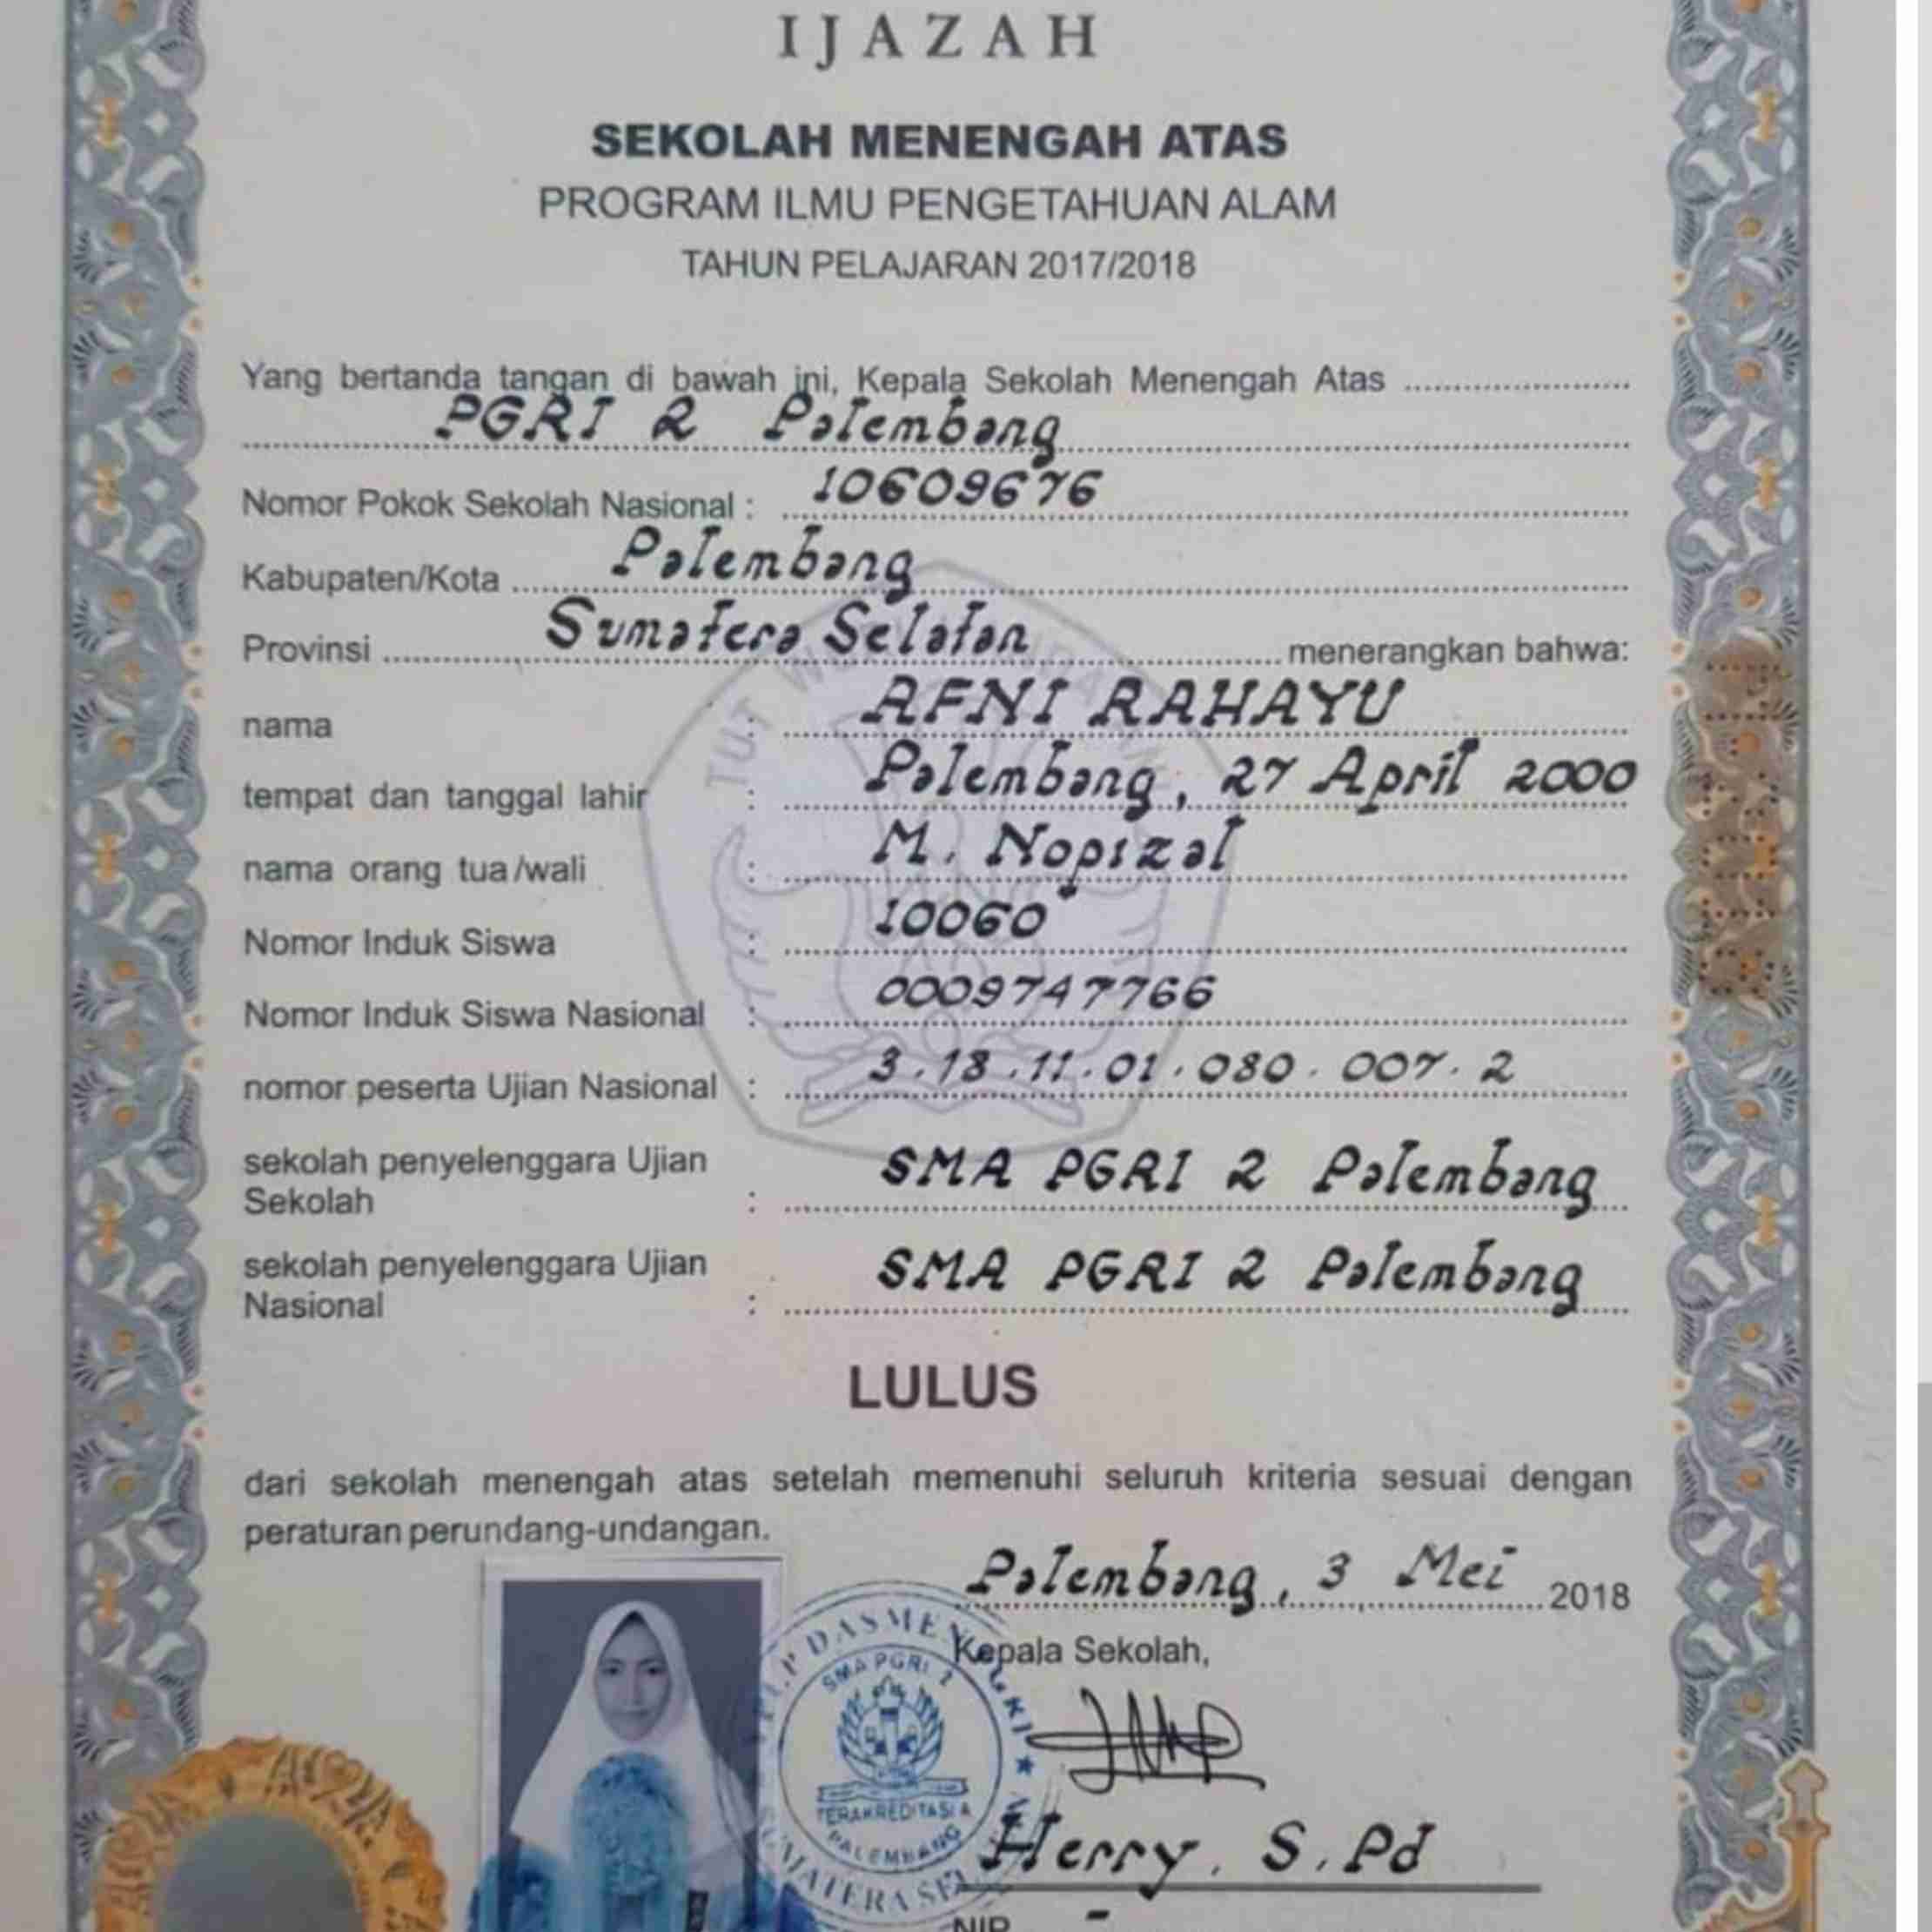 IJAZAH
SEKOLAH MENENGAH ATAS
PROGRAM ILMU PENGETAHUAN ALAM
TAHUN PELAJARAN 2017/2018
Yang bertanda tangan di bawah ini, Kepala Sekolah Menengah Atas
PGRI 2 Palembang
Nomor Pokok Sekolah Nasional : 10609676
Kabupaten/Kota Palembang
Provinsi Sumatera Selatan menerangkan bahwa:
nama : AFNI RAHAYU
tempat dan tanggal lahir : Palembang, 27 April 2000
nama orang tua/wali : M. Nopizal
Nomor Induk Siswa : 10060
Nomor Induk Siswa Nasional : 0009747766
nomor peserta Ujian Nasional : 3.18.11.01.080.007.2
sekolah penyelenggara Ujian
Sekolah : SMA PGRI 2 Palembang
sekolah penyelenggara Ujian
Nasional : SMA PGRI 2 Palembang
LULUS
dari sekolah menengah atas setelah memenuhi seluruh kriteria sesuai dengan
peraturan perundang-undangan.
Palembang, 3 Mei 2018
Kepala Sekolah,
SMA PGRI 2
TERAKREDITASI A
PALEMBANG
Herry, S.Pd
NIP -